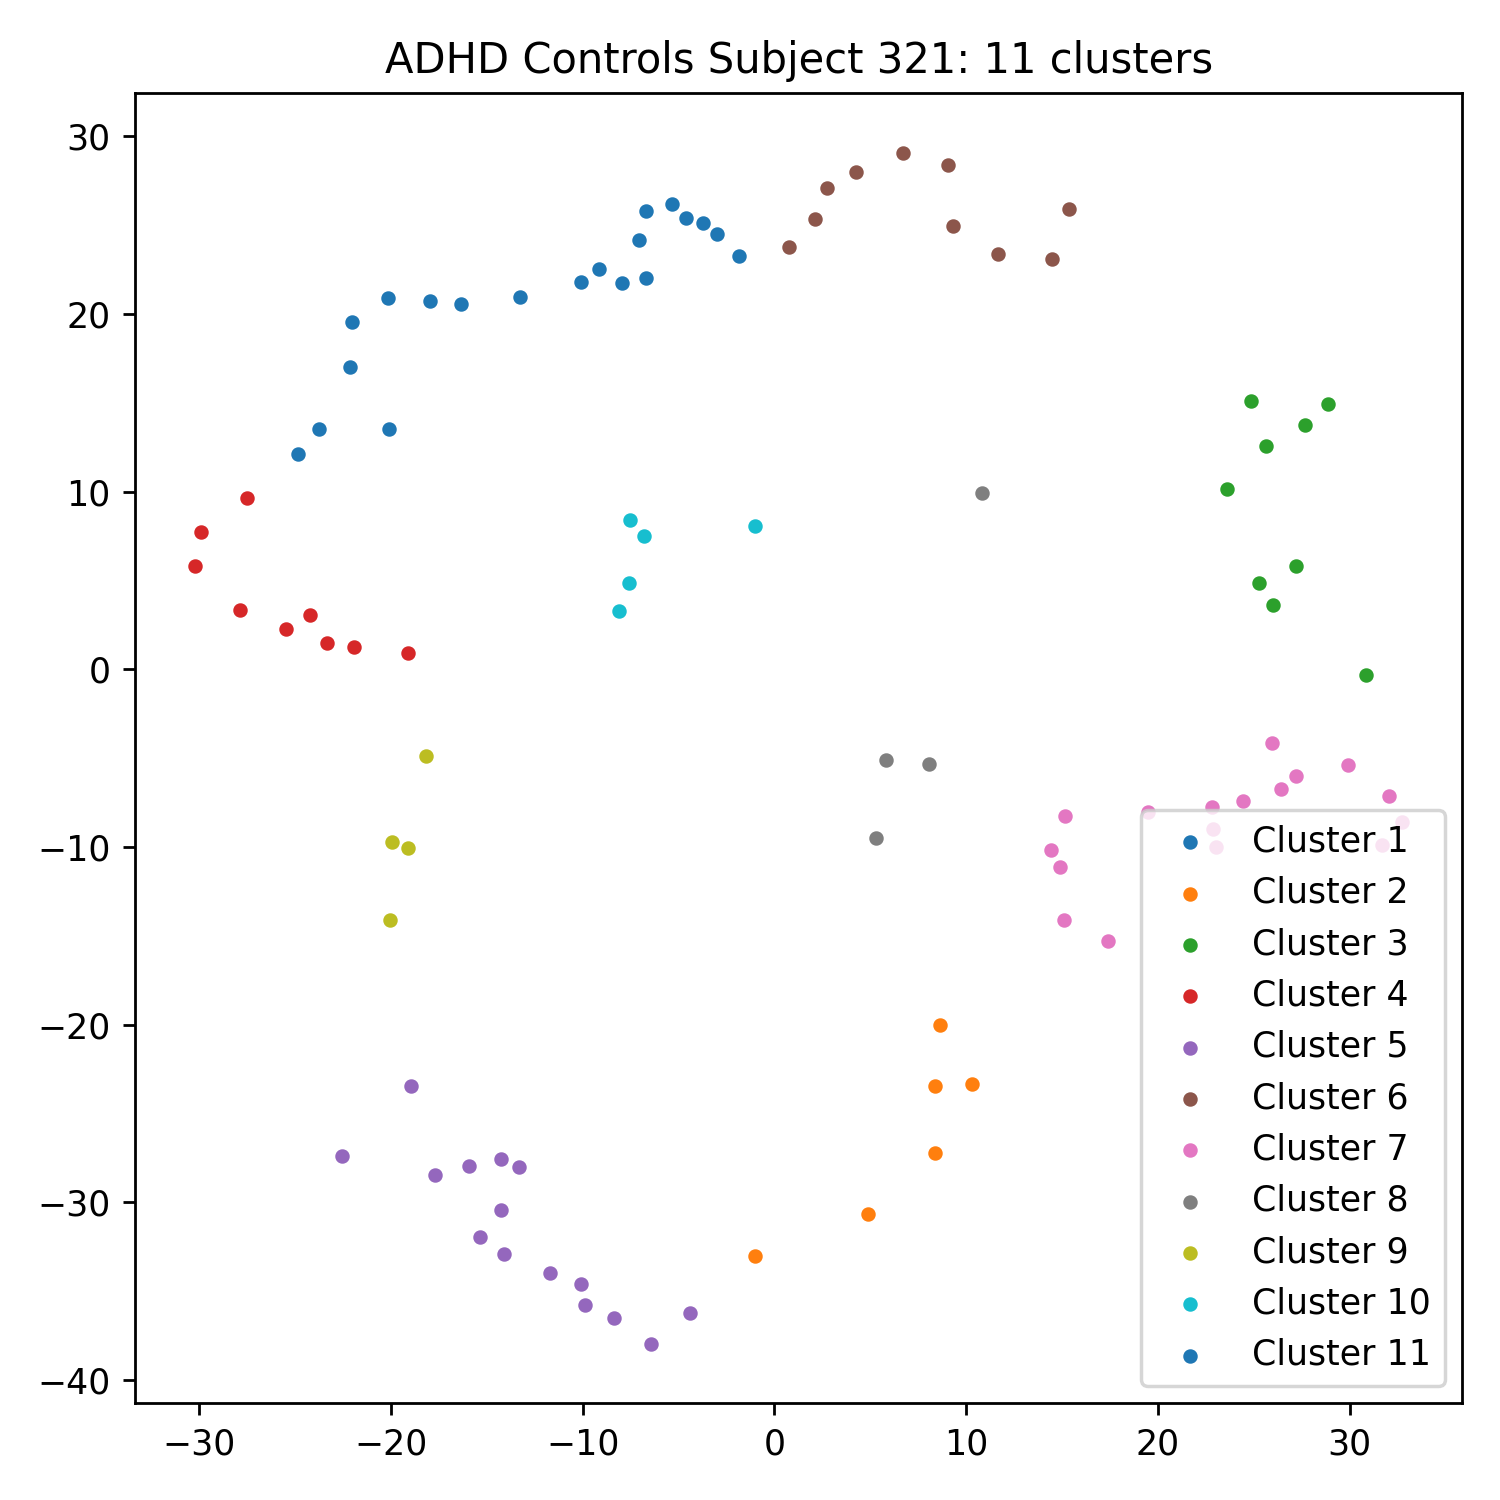 ADHD Controls Subject 321: 11 clusters
30
20
10
0
−10
−20
−30
−40
−30
−20
−10
0
10
20
30
Cluster 1
Cluster 2
Cluster 3
Cluster 4
Cluster 5
Cluster 6
Cluster 7
Cluster 8
Cluster 9
Cluster 10
Cluster 11